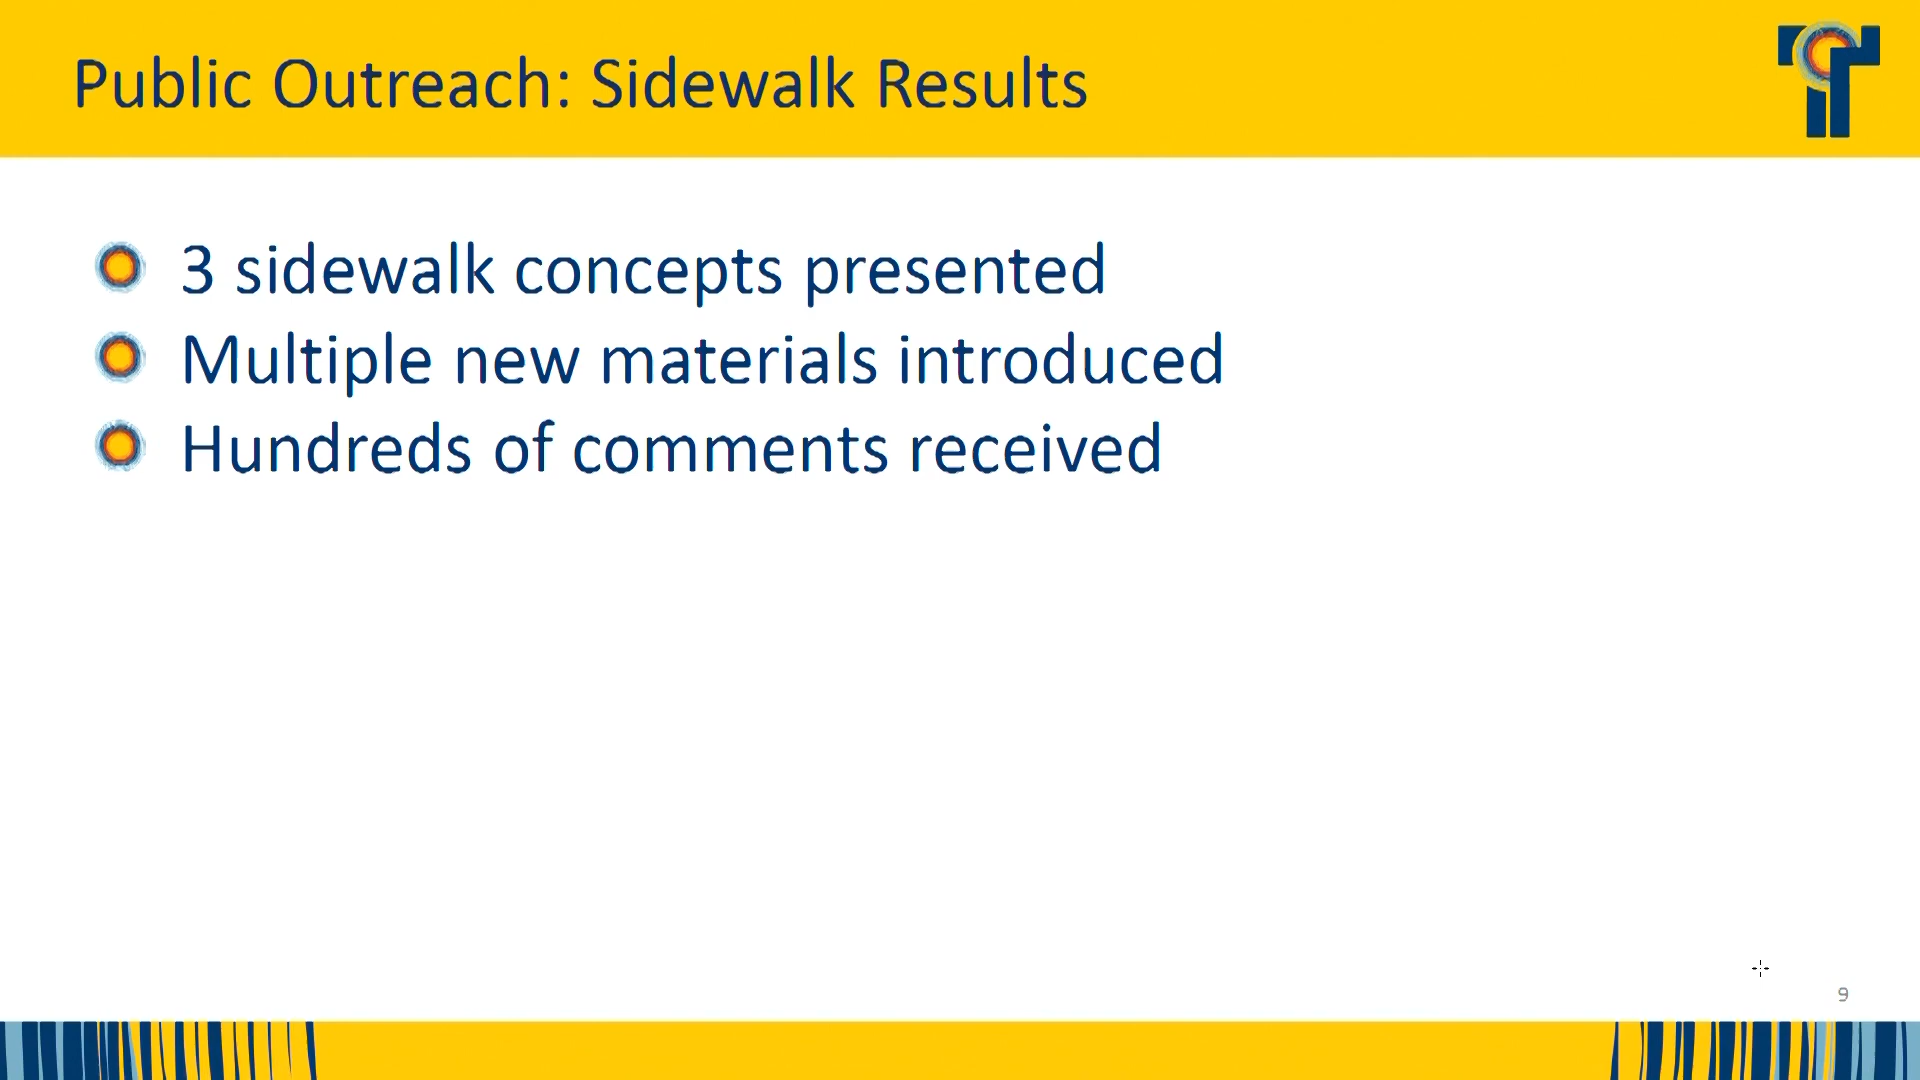 Public Outreach: Sidewalk Results
3 sidewalk concepts presented
Multiple new materials introduced
Hundreds of comments received
9